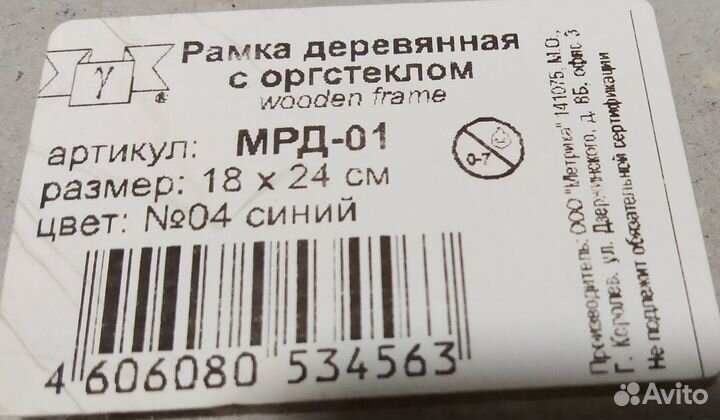 γ
®
Рамка деревянная
с оргстеклом
wooden frame
артикул: МРД-01
0-7
размер: 18 х 24 см
цвет: №04 синий
4 606080 534563
Производитель: ООО "Метрика" 141075, М.О.,
Г. Королев, ул. Дзержинского, д. 8Б, офис 3
Не подлежит обязательной сертификации
Avito